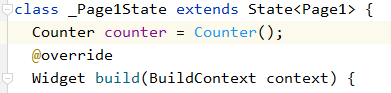 class _Page1State extends State<Page1> {
  Counter counter = Counter();
  @override
  Widget build(BuildContext context) {